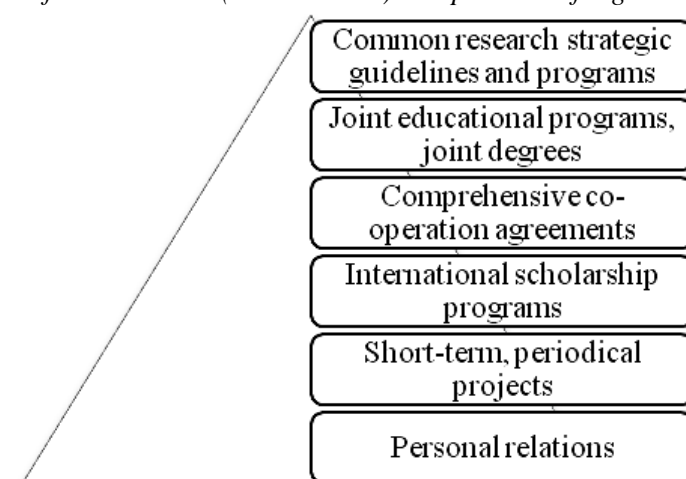 Common research strategic
guidelines and programs
Joint educational programs,
joint degrees
Comprehensive co-
operation agreements
International scholarship
programs
Short-term, periodical
projects
Personal relations